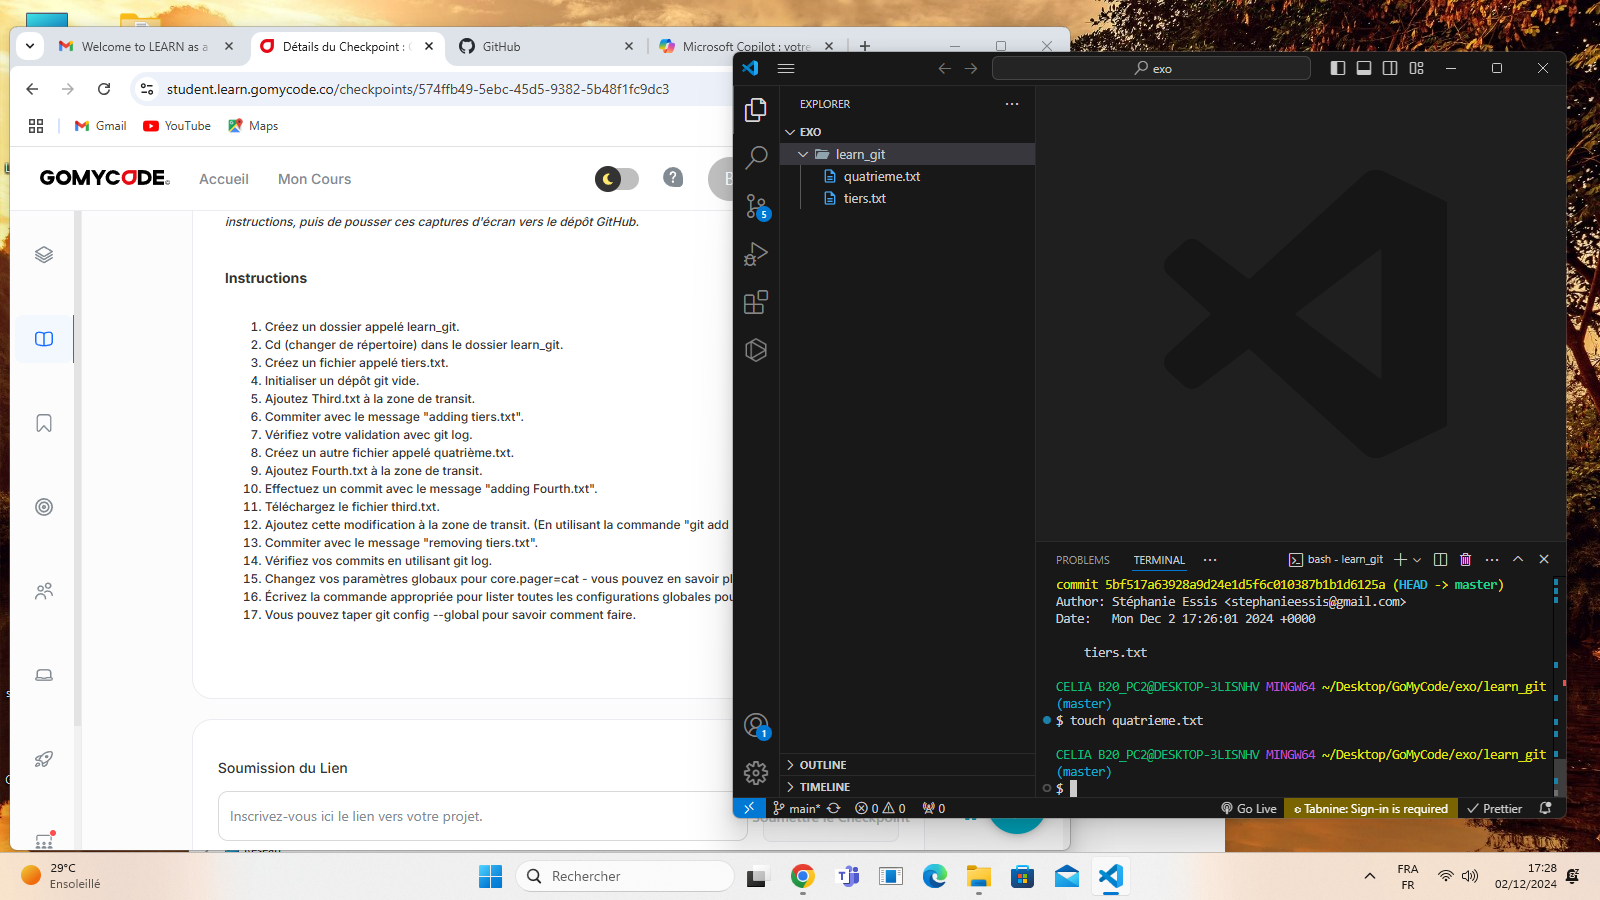 Welcome to LEARN as a
Détails du Checkpoint :
GitHub
Microsoft Copilot : votre
student.learn.gomycode.co/checkpoints/574ffb49-5ebc-45d5-9382-5b48f1fc9dc3
Gmail
YouTube
Maps
GOMYCODE
Accueil
Mon Cours
?
B
instructions, puis de pousser ces captures d'écran vers le dépôt GitHub.
Instructions
1. Créez un dossier appelé learn_git.
2. Cd (changer de répertoire) dans le dossier learn_git.
3. Créez un fichier appelé tiers.txt.
4. Initialiser un dépôt git vide.
5. Ajoutez Third.txt à la zone de transit.
6. Commiter avec le message "adding tiers.txt".
7. Vérifiez votre validation avec git log.
8. Créez un autre fichier appelé quatrième.txt.
9. Ajoutez Fourth.txt à la zone de transit.
10. Effectuez un commit avec le message "adding Fourth.txt".
11. Téléchargez le fichier third.txt.
12. Ajoutez cette modification à la zone de transit. (En utilisant la commande "git add
13. Commiter avec le message "removing tiers.txt".
14. Vérifiez vos commits en utilisant git log.
15. Changez vos paramètres globaux pour core.pager=cat - vous pouvez en savoir pl
16. Écrivez la commande appropriée pour lister toutes les configurations globales pou
17. Vous pouvez taper git config --global pour savoir comment faire.
Soumission du Lien
Inscrivez-vous ici le lien vers votre projet.
Soumettre le Checkpoint
exo
EXPLORER
EXO
learn_git
quatrieme.txt
tiers.txt
5
1
OUTLINE
TIMELINE
PROBLEMS
TERMINAL
bash - learn_git
commit 5bf517a63928a9d24e1d5f6c010387b1b1d6125a (HEAD -> master)
Author: Stéphanie Essis <stephanieessis@gmail.com>
Date:   Mon Dec 2 17:26:01 2024 +0000
tiers.txt
CELIA B20_PC2@DESKTOP-3LISNHV MINGW64 ~/Desktop/GoMyCode/exo/learn_git
(master)
$ touch quatrieme.txt
CELIA B20_PC2@DESKTOP-3LISNHV MINGW64 ~/Desktop/GoMyCode/exo/learn_git
(master)
$
main*
0
0
0
Go Live
Tabnine: Sign-in is required
Prettier
29°C
Ensoleillé
Rechercher
FRA
FR
17:28
02/12/2024